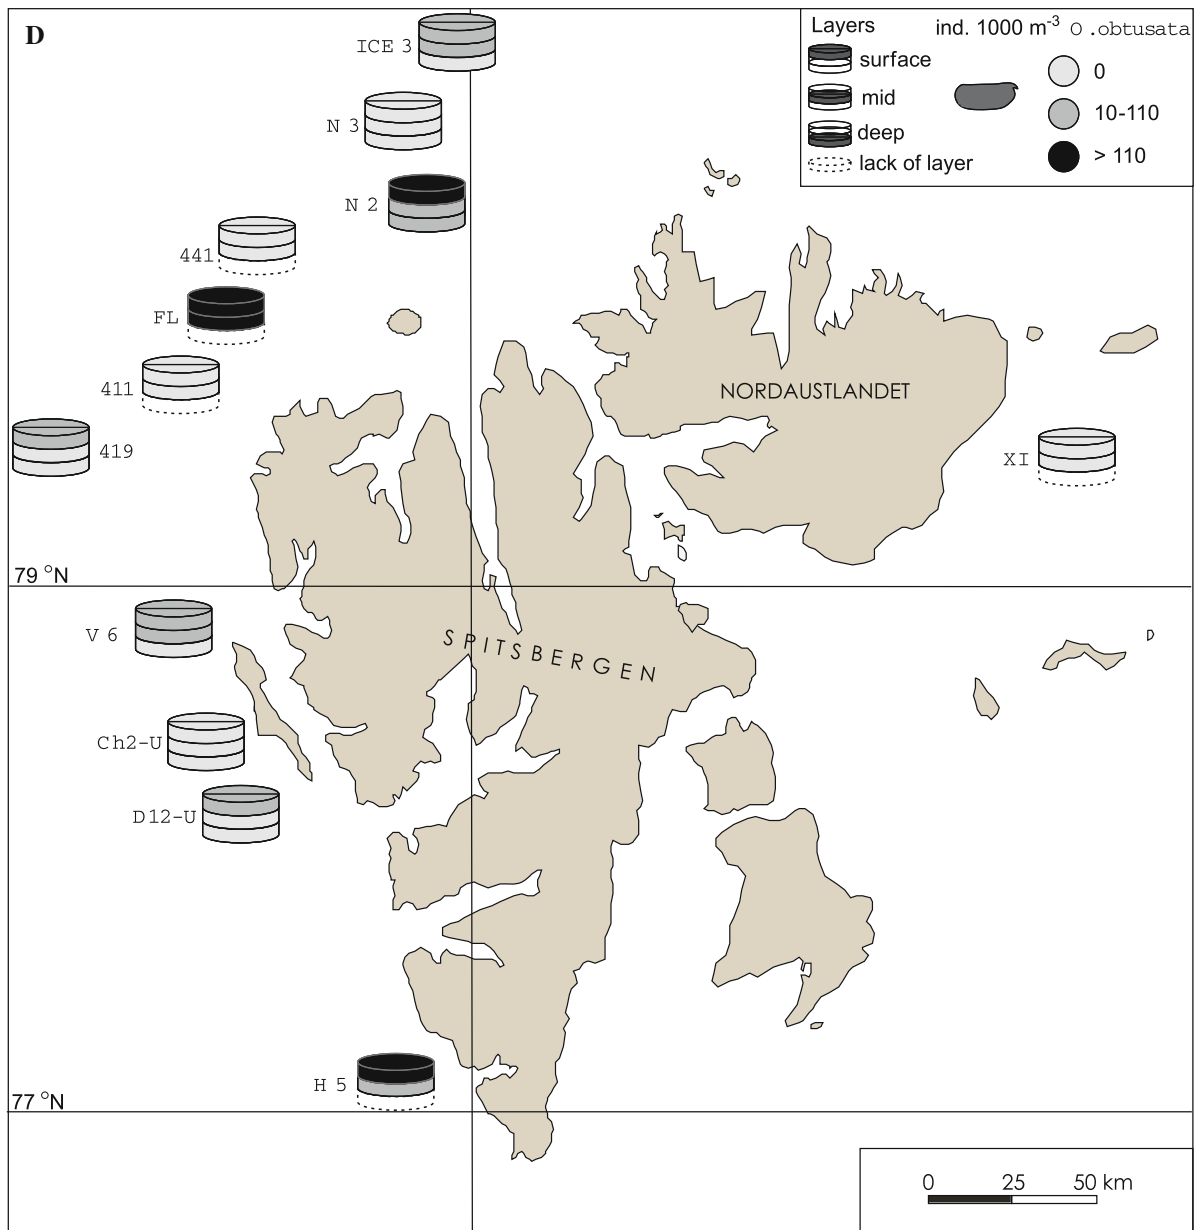 D
ICE 3
N 3
N 2
441
FL
411
419
Layers
surface
mid
deep
lack of layer
ind. 1000 m⁻³ O.obtusata
0
10-110
> 110
NORDAUSTLANDET
XI
79 °N
V 6
SPITSBERGEN
Ch2-U
D12-U
H 5
77 °N
0 25 50 km